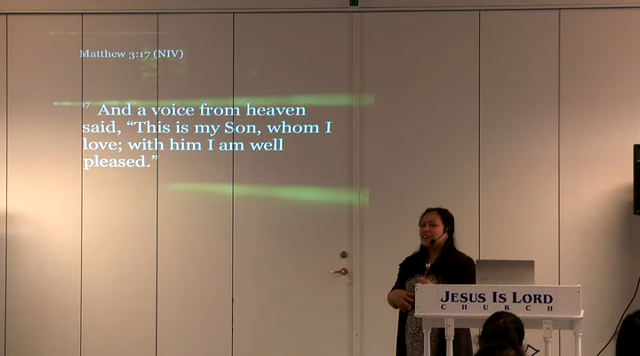 Matthew 3:17 (NIV)
17 And a voice from heaven
said, “This is my Son, whom I
love; with him I am well
pleased.”
JESUS IS LORD
CHURCH